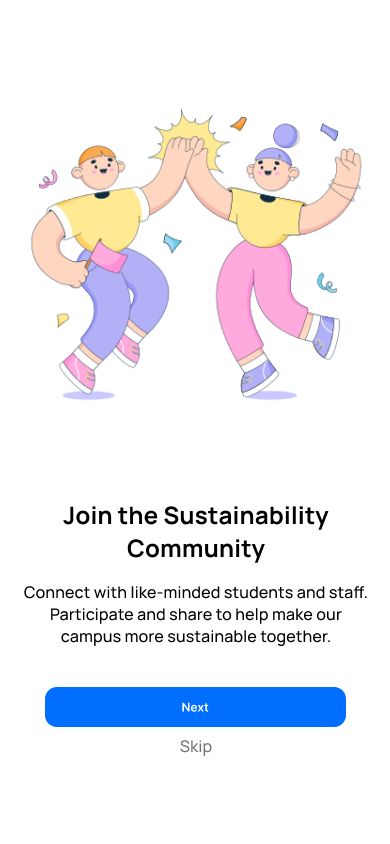 Join the Sustainability
Community
Connect with like-minded students and staff.
Participate and share to help make our
campus more sustainable together.
Next
Skip